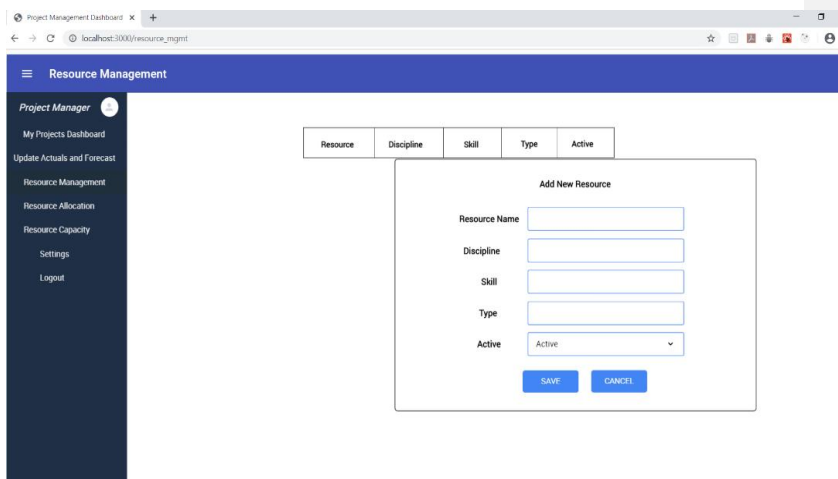 Project Management Dashboard
localhost:3000/resource_mgmt
Resource Management
Project Manager
My Projects Dashboard
Update Actuals and Forecast
Resource Management
Resource Allocation
Resource Capacity
Settings
Logout
Resource Discipline Skill Type Active
Add New Resource
Resource Name
Discipline
Skill
Type
Active Active
SAVE CANCEL